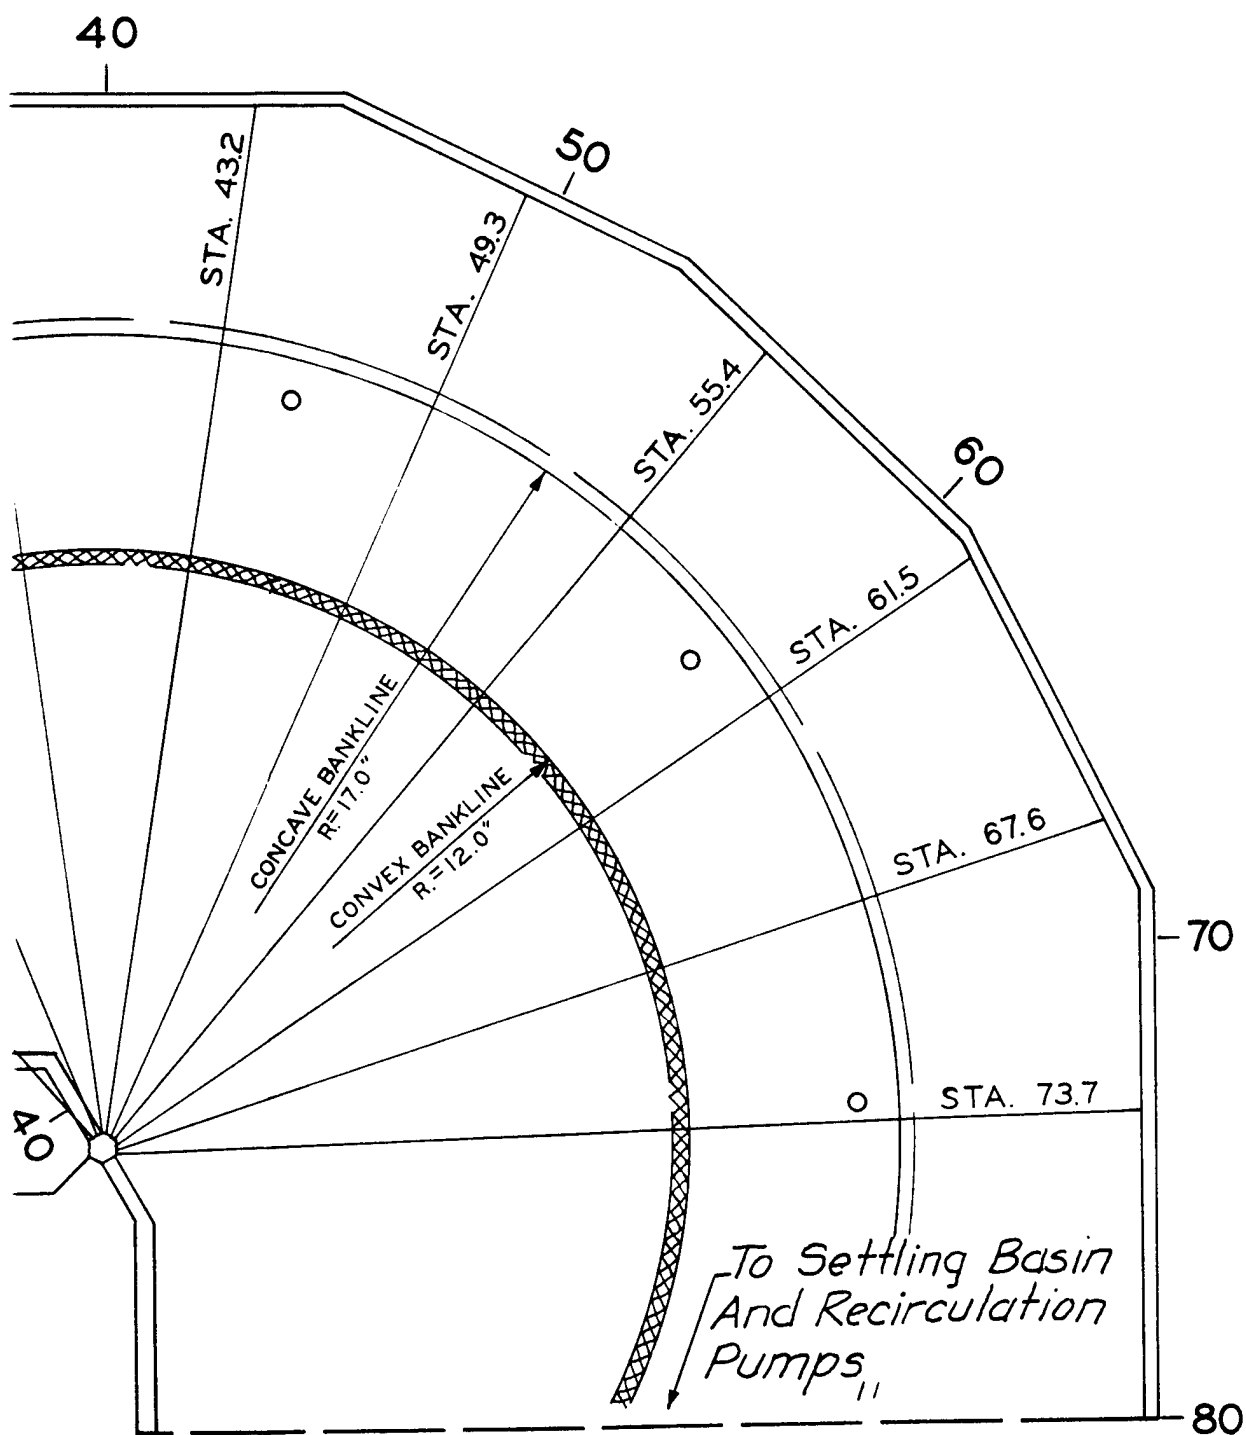 40
50
STA. 43.2
STA. 49.3
STA. 55.4
60
STA. 61.5
CONCAVE BANKLINE
R.=17.0"
CONVEX BANKLINE
R.=12.0"
STA. 67.6
70
STA. 73.7
40
To Settling Basin
And Recirculation
Pumps
80